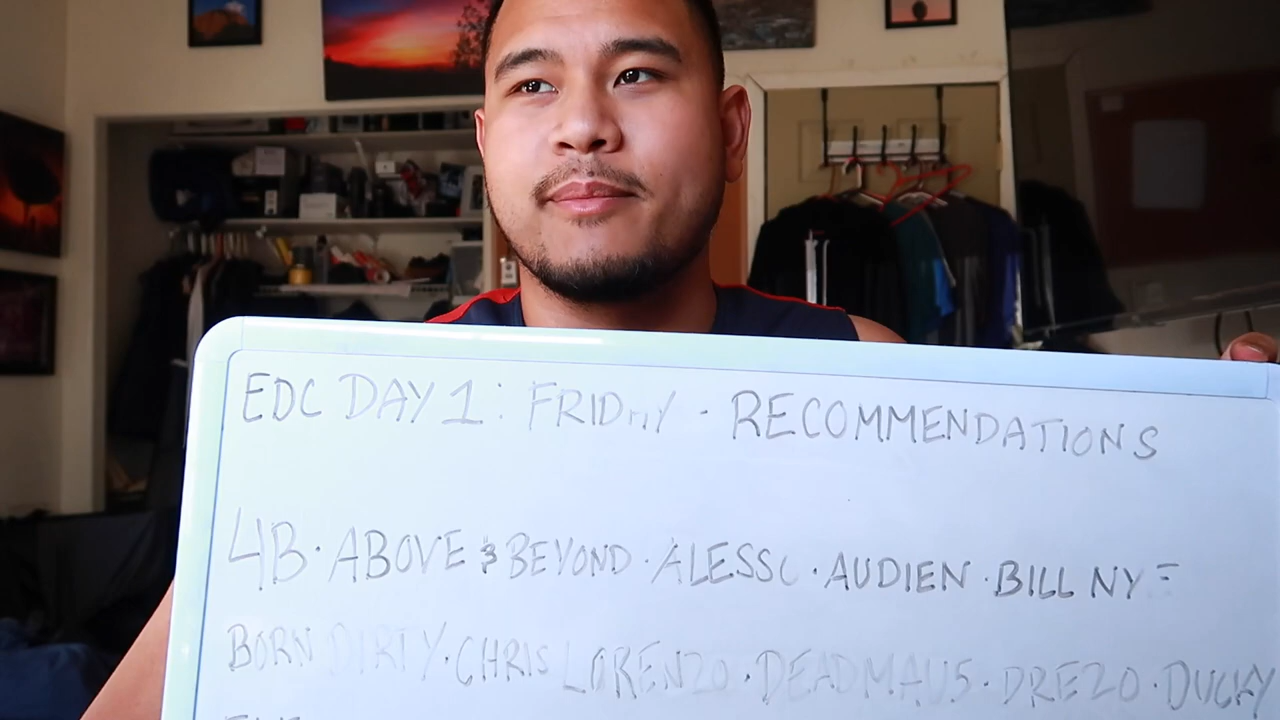 EDC DAY 1: FRIDAY - RECOMMENDATIONS
4B · ABOVE & BEYOND · ALESSO · AUDIEN · BILL NYE
BORN DIRTY · CHRIS LORENZO · DEADMAU5 · DREZO · DUCKY